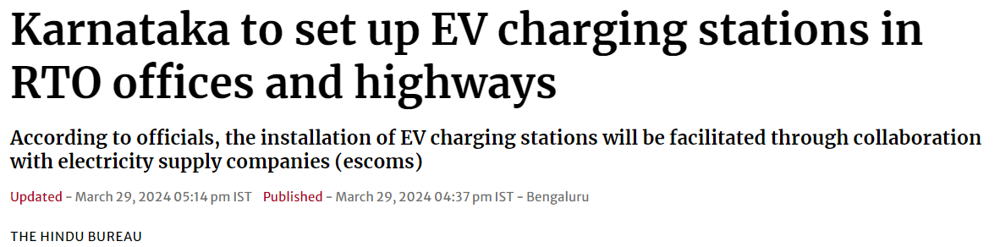 Karnataka to set up EV charging stations in
RTO offices and highways
According to officials, the installation of EV charging stations will be facilitated through collaboration
with electricity supply companies (escoms)
Updated - March 29, 2024 05:14 pm IST Published - March 29, 2024 04:37 pm IST - Bengaluru
THE HINDU BUREAU